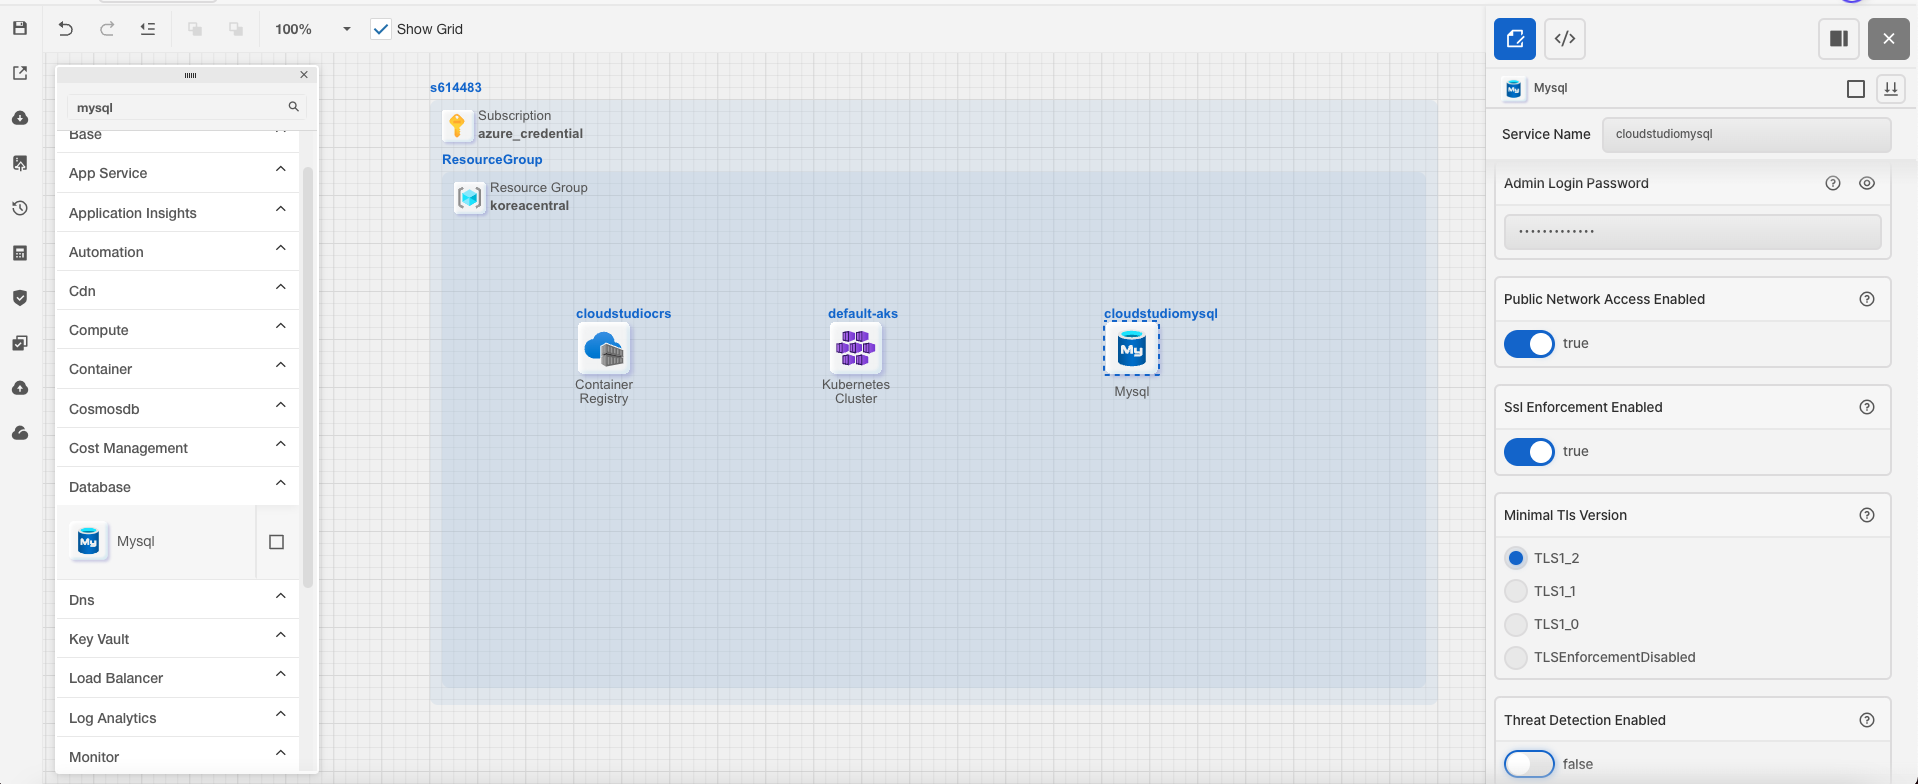 100%
Show Grid
mysql
Base
App Service
Application Insights
Automation
Cdn
Compute
Container
Cosmosdb
Cost Management
Database
My
Mysql
Dns
Key Vault
Load Balancer
Log Analytics
Monitor
s614483
Subscription
azure_credential
ResourceGroup
Resource Group
koreacentral
cloudstudiocrs
Container
Registry
default-aks
Kubernetes
Cluster
cloudstudiomysql
My
Mysql
My
Mysql
Service Name
cloudstudiomysql
Admin Login Password
•••••••••••••
Public Network Access Enabled
true
Ssl Enforcement Enabled
true
Minimal Tls Version
TLS1_2
TLS1_1
TLS1_0
TLSEnforcementDisabled
Threat Detection Enabled
false